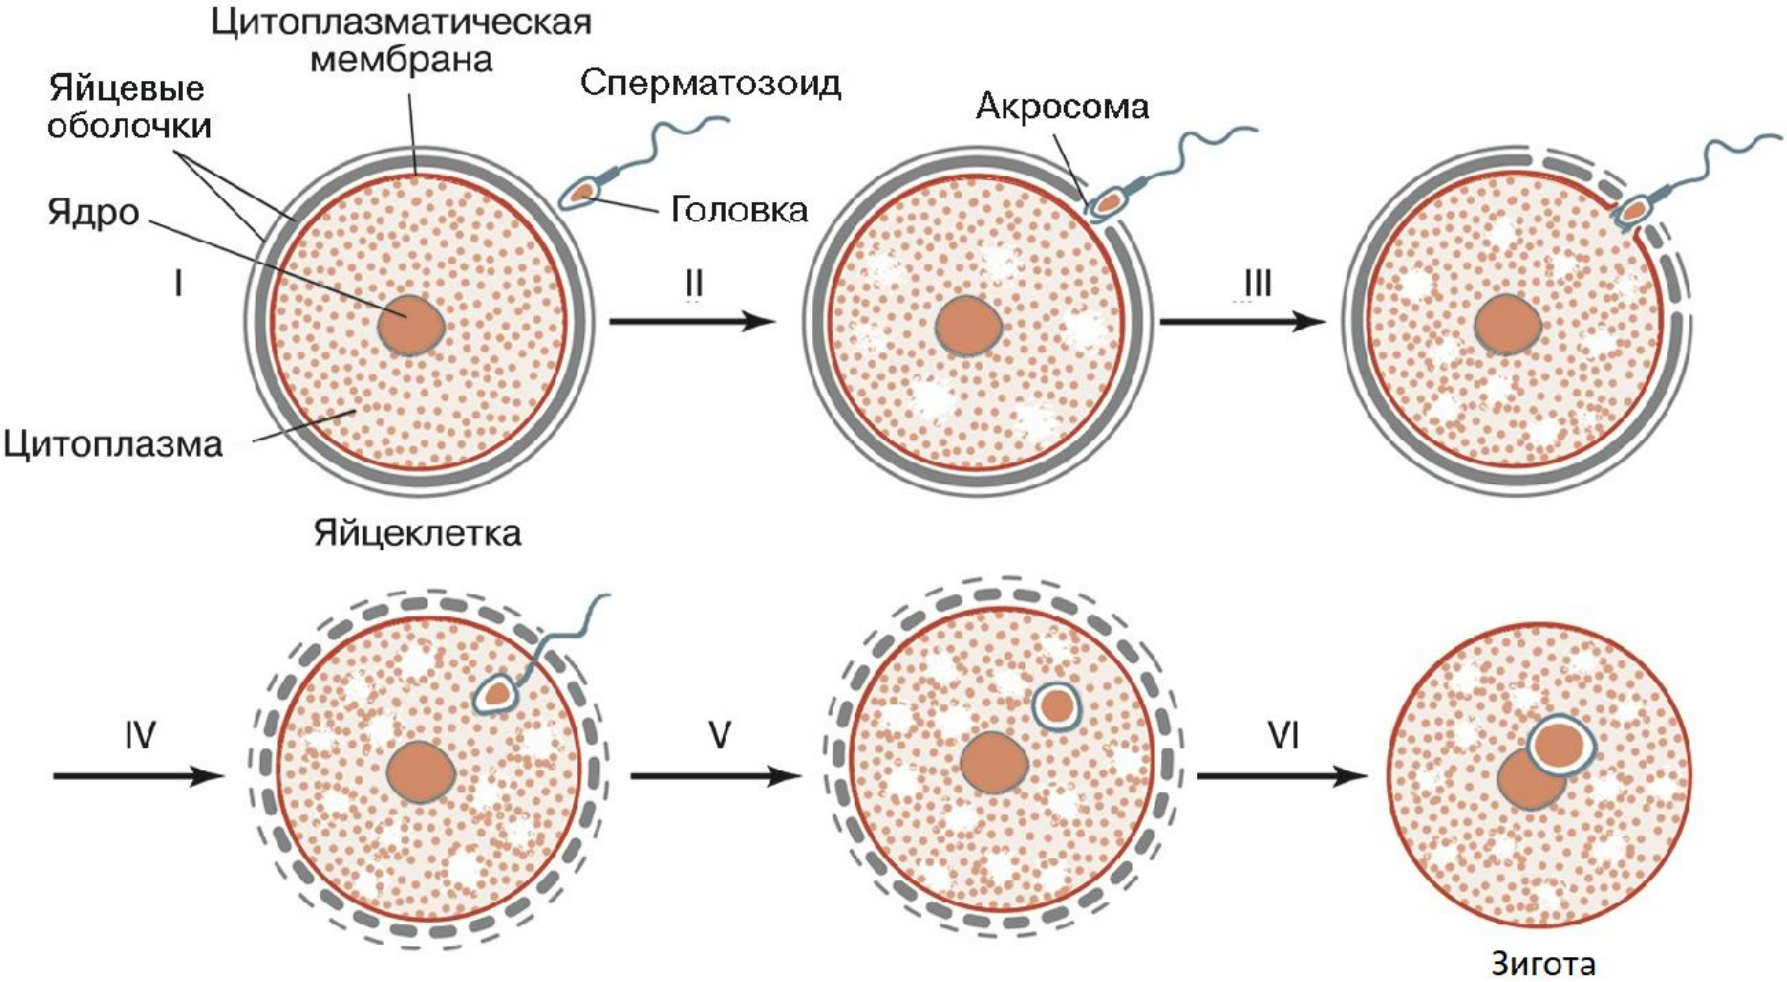 Цитоплазматическая
мембрана
Яйцевые
оболочки
Сперматозоид
Акросома
Ядро
Головка
I
II
III
Цитоплазма
Яйцеклетка
IV
V
VI
Зигота